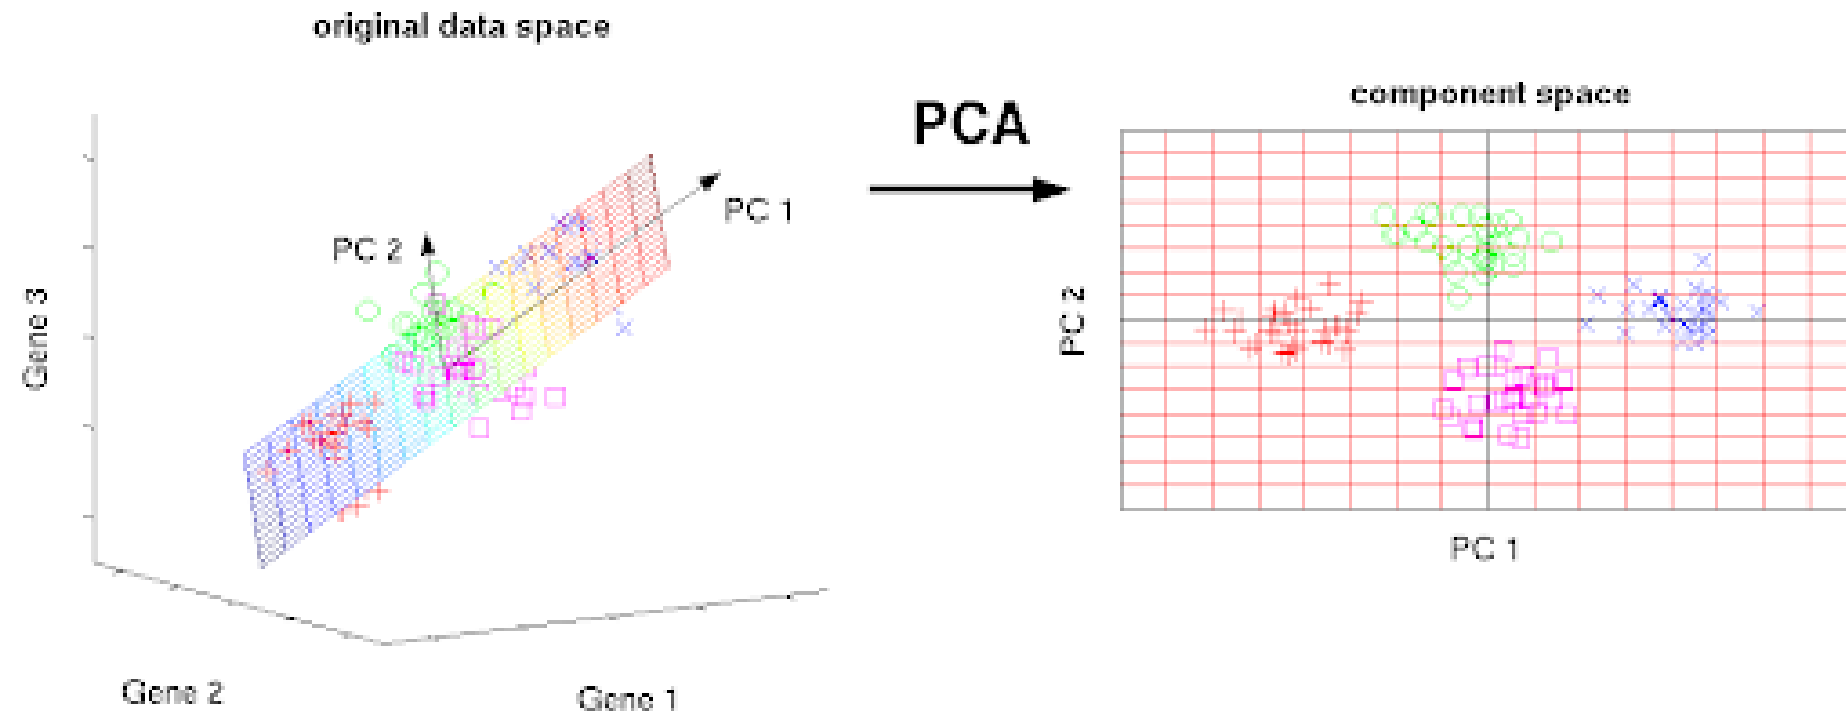 original data space
PCA
component space
PC 1
PC 2
Gene 3
PC 2
PC 1
Gene 2
Gene 1